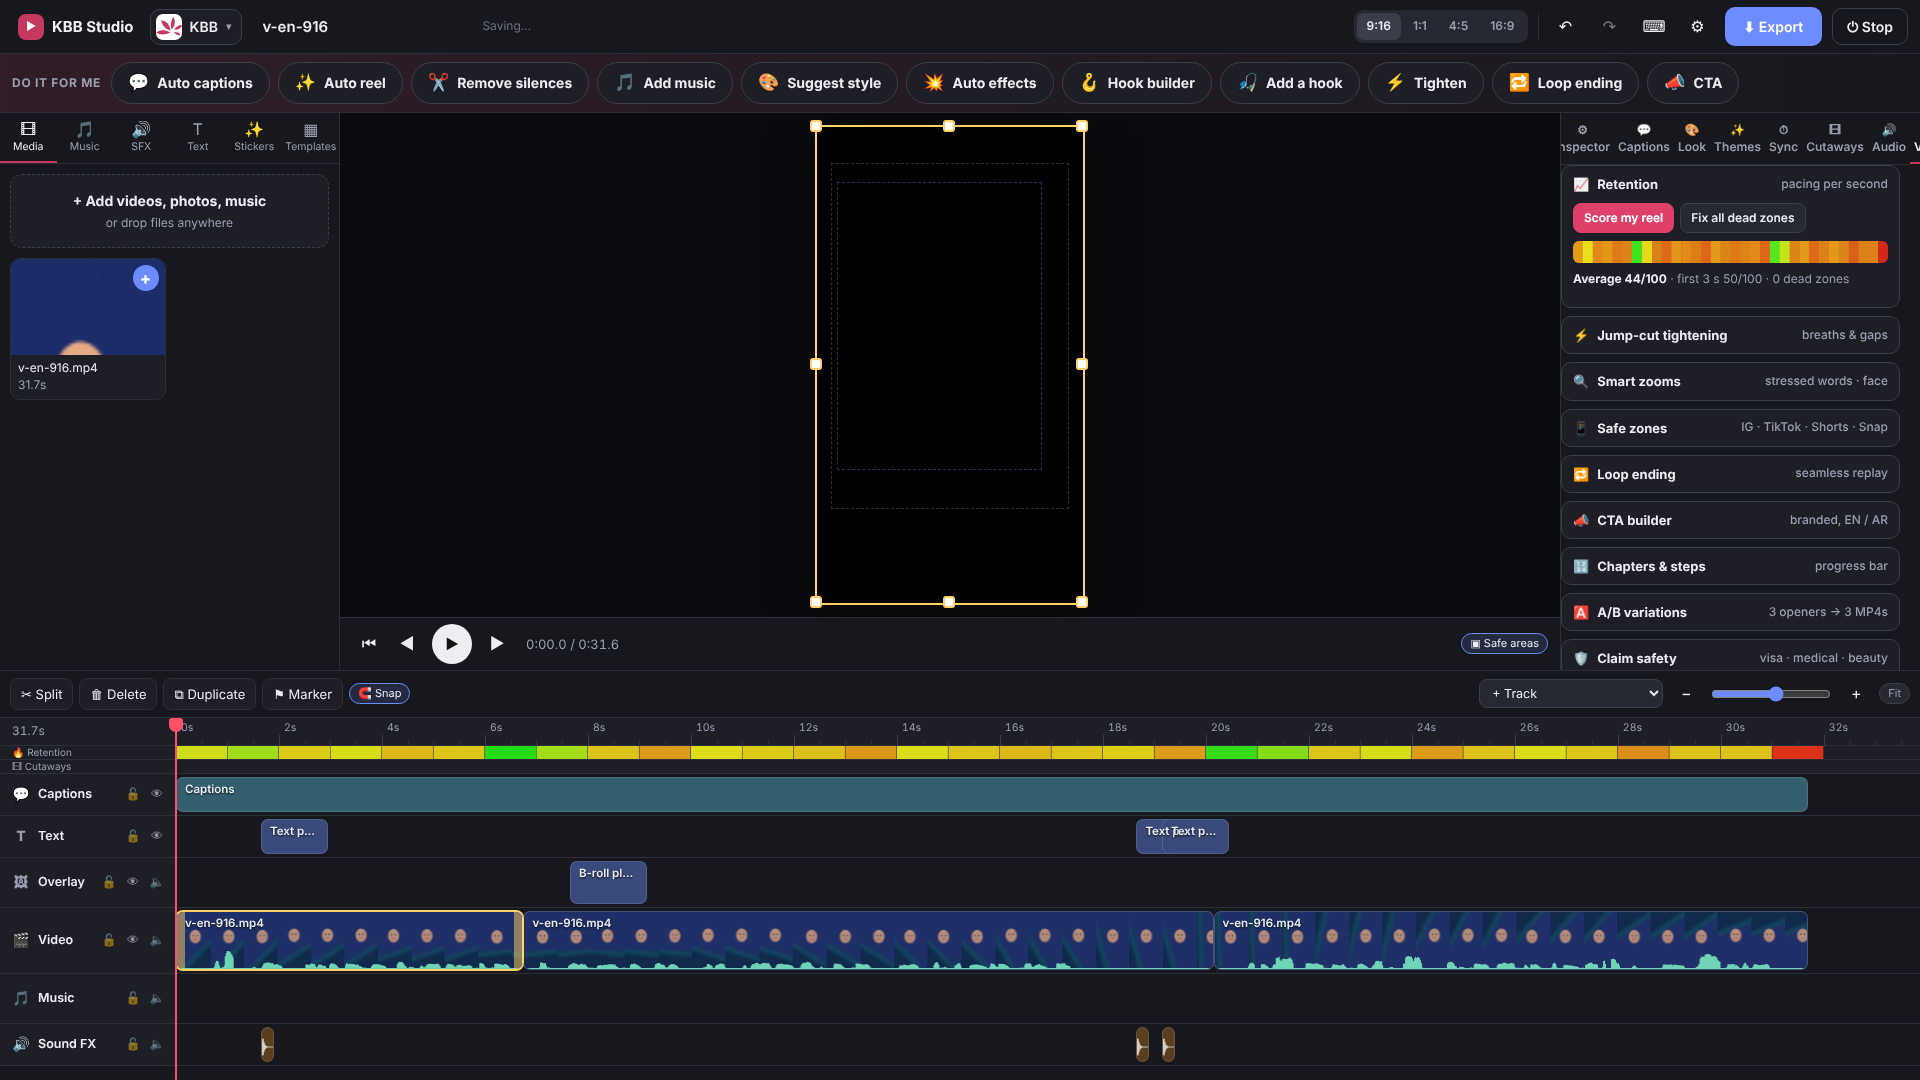 KBB Studio
KBB
v-en-916
Saving...
9:16 1:1 4:5 16:9
Export
Stop
DO IT FOR ME
Auto captions
Auto reel
Remove silences
Add music
Suggest style
Auto effects
Hook builder
Add a hook
Tighten
Loop ending
CTA
Media Music SFX Text Stickers Templates
+ Add videos, photos, music
or drop files anywhere
v-en-916.mp4
31.7s
0:00.0 / 0:31.6
Safe areas
nspector Captions Look Themes Sync Cutaways Audio V
Retention pacing per second
Score my reel Fix all dead zones
Average 44/100 · first 3 s 50/100 · 0 dead zones
Jump-cut tightening breaths & gaps
Smart zooms stressed words · face
Safe zones IG · TikTok · Shorts · Snap
Loop ending seamless replay
CTA builder branded, EN / AR
Chapters & steps progress bar
A/B variations 3 openers → 3 MP4s
Claim safety visa · medical · beauty
Split Delete Duplicate Marker Snap
+ Track − + Fit
31.7s
0s 2s 4s 6s 8s 10s 12s 14s 16s 18s 20s 22s 24s 26s 28s 30s 32s
Retention
Cutaways
Captions Captions
Text Text p... Text p... Text p...
Overlay B-roll pl...
Video v-en-916.mp4 v-en-916.mp4 v-en-916.mp4
Music
Sound FX